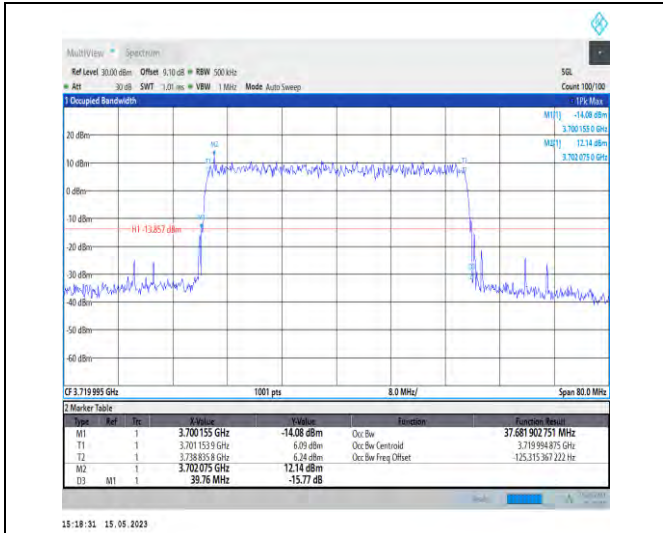 MultiView Spectrum
Ref Level 30.00 dBm Offset 9.10 dB RBW 500 kHz SGL
Att 30 dB SWT 1.01 ms VBW 1 MHz Mode Auto Sweep Count 100/100
1 Occupied Bandwidth 1Pk Max
M1[1] -14.08 dBm
3.700155 0 GHz
M2[1] 12.14 dBm
3.702075 0 GHz
20 dBm
M2
T1
10 dBm
0 dBm
-10 dBm
H1 -13.857 dBm
-20 dBm
-30 dBm
-40 dBm
-50 dBm
-60 dBm
CF 3.719 995 GHz 1001 pts 8.0 MHz/ Span 80.0 MHz
2 Marker Table
Type Ref Trc X-Value Y-Value Function Function Result
M1 1 3.700155 GHz -14.08 dBm Occ Bw 37.681 902 751 MHz
T1 1 3.701 153 9 GHz 6.09 dBm Occ Bw Centroid 3.719 994 875 GHz
T2 1 3.738 835 8 GHz 6.24 dBm Occ Bw Freq Offset -125.315 367 222 Hz
M2 1 3.702075 GHz 12.14 dBm
D3 M1 1 39.76 MHz -15.77 dB
15:18:31 15.05.2023